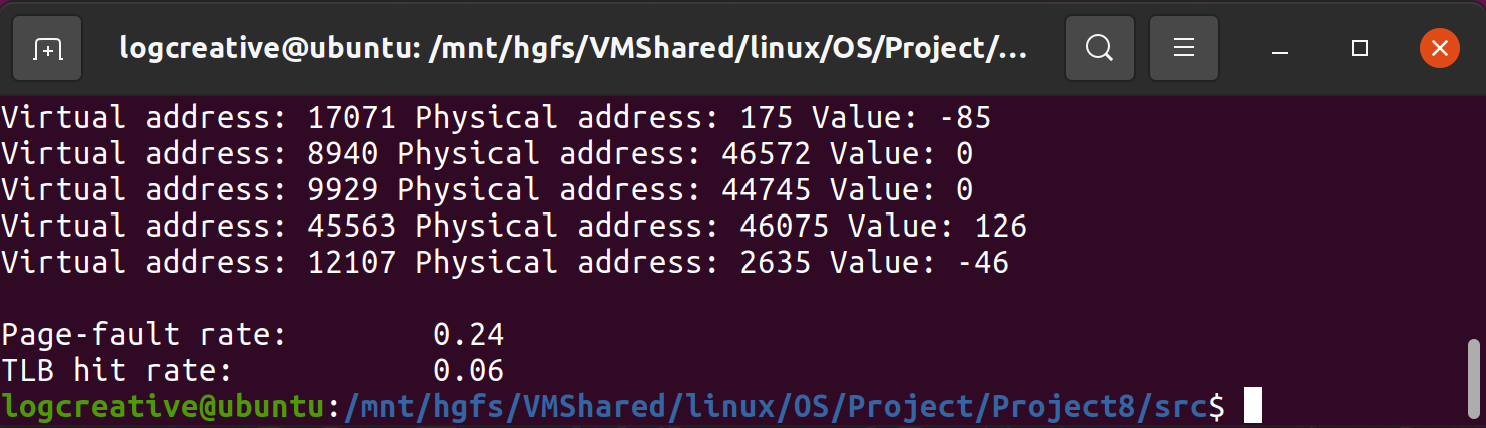 logcreative@ubuntu: /mnt/hgfs/VMShared/linux/OS/Project/...
Virtual address: 17071 Physical address: 175 Value: -85
Virtual address: 8940 Physical address: 46572 Value: 0
Virtual address: 9929 Physical address: 44745 Value: 0
Virtual address: 45563 Physical address: 46075 Value: 126
Virtual address: 12107 Physical address: 2635 Value: -46
Page-fault rate:        0.24
TLB hit rate:           0.06
logcreative@ubuntu:/mnt/hgfs/VMShared/linux/OS/Project/Project8/src$